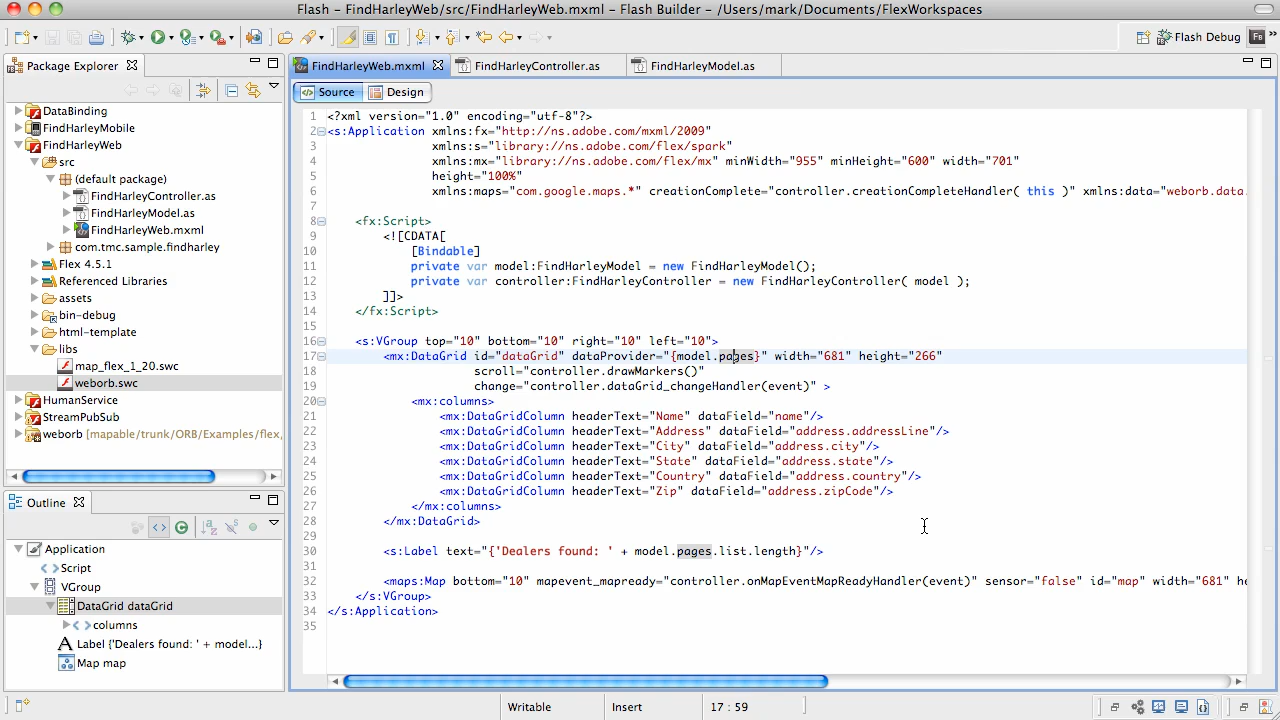 Flash - FindHarleyWeb/src/FindHarleyWeb.mxml - Flash Builder - /Users/mark/Documents/FlexWorkspaces
Flash Debug
Fb
Package Explorer
DataBinding
FindHarleyMobile
FindHarleyWeb
src
(default package)
FindHarleyController.as
FindHarleyModel.as
FindHarleyWeb.mxml
com.tmc.sample.findharley
Flex 4.5.1
Referenced Libraries
assets
bin-debug
html-template
libs
map_flex_1_20.swc
weborb.swc
HumanService
StreamPubSub
weborb [mapable/trunk/ORB/Examples/flex,
Outline
Application
Script
VGroup
DataGrid dataGrid
columns
Label {'Dealers found: ' + model...}
Map map
FindHarleyWeb.mxml
FindHarleyController.as
FindHarleyModel.as
Source
Design
1 <?xml version="1.0" encoding="utf-8"?>
2 <s:Application xmlns:fx="http://ns.adobe.com/mxml/2009"
3 xmlns:s="library://ns.adobe.com/flex/spark"
4 xmlns:mx="library://ns.adobe.com/flex/mx" minWidth="955" minHeight="600" width="701"
5 height="100%"
6 xmlns:maps="com.google.maps.*" creationComplete="controller.creationCompleteHandler( this )" xmlns:data="weborb.data.
7
8 <fx:Script>
9 <![CDATA[
10 [Bindable]
11 private var model:FindHarleyModel = new FindHarleyModel();
12 private var controller:FindHarleyController = new FindHarleyController( model );
13 ]]>
14 </fx:Script>
15
16 <s:VGroup top="10" bottom="10" right="10" left="10">
17 <mx:DataGrid id="dataGrid" dataProvider="{model.pages}" width="681" height="266"
18 scroll="controller.drawMarkers()"
19 change="controller.dataGrid_changeHandler(event)" >
20 <mx:columns>
21 <mx:DataGridColumn headerText="Name" dataField="name"/>
22 <mx:DataGridColumn headerText="Address" dataField="address.addressLine"/>
23 <mx:DataGridColumn headerText="City" dataField="address.city"/>
24 <mx:DataGridColumn headerText="State" dataField="address.state"/>
25 <mx:DataGridColumn headerText="Country" dataField="address.country"/>
26 <mx:DataGridColumn headerText="Zip" dataField="address.zipCode"/>
27 </mx:columns>
28 </mx:DataGrid>
29
30 <s:Label text="{'Dealers found: ' + model.pages.list.length}"/>
31
32 <maps:Map bottom="10" mapevent_mapready="controller.onMapEventMapReadyHandler(event)" sensor="false" id="map" width="681" he
33 </s:VGroup>
34 </s:Application>
35
Writable
Insert
17 : 59